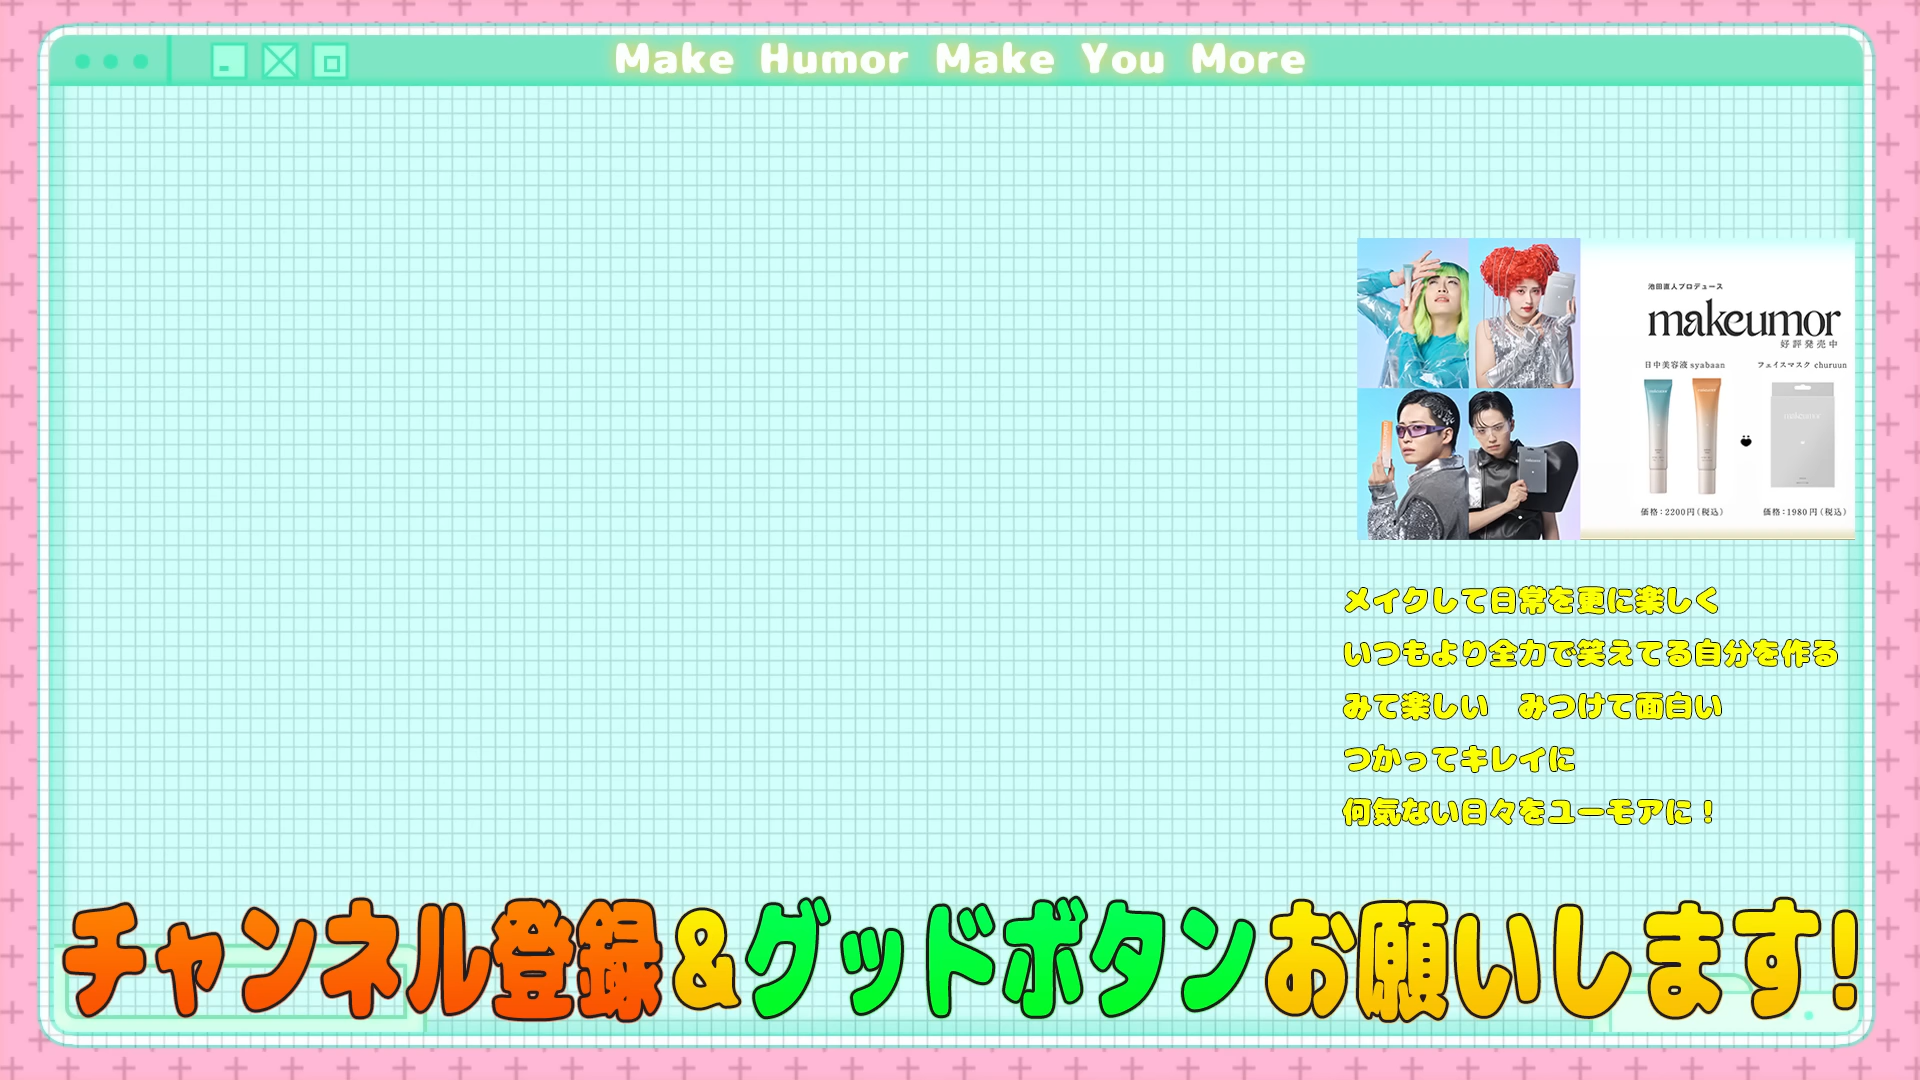 Make Humor Make You More
池田直人プロデュース
makeumor
好評発売中
日中美容液 syabaan
フェイスマスク churuun
価格：2200円（税込）
価格：1980円（税込）
メイクして日常を更に楽しく
いつもより全力で笑えてる自分を作る
みて楽しい　みつけて面白い
つかってキレイに
何気ない日々をユーモアに！
チャンネル登録＆グッドボタンお願いします！